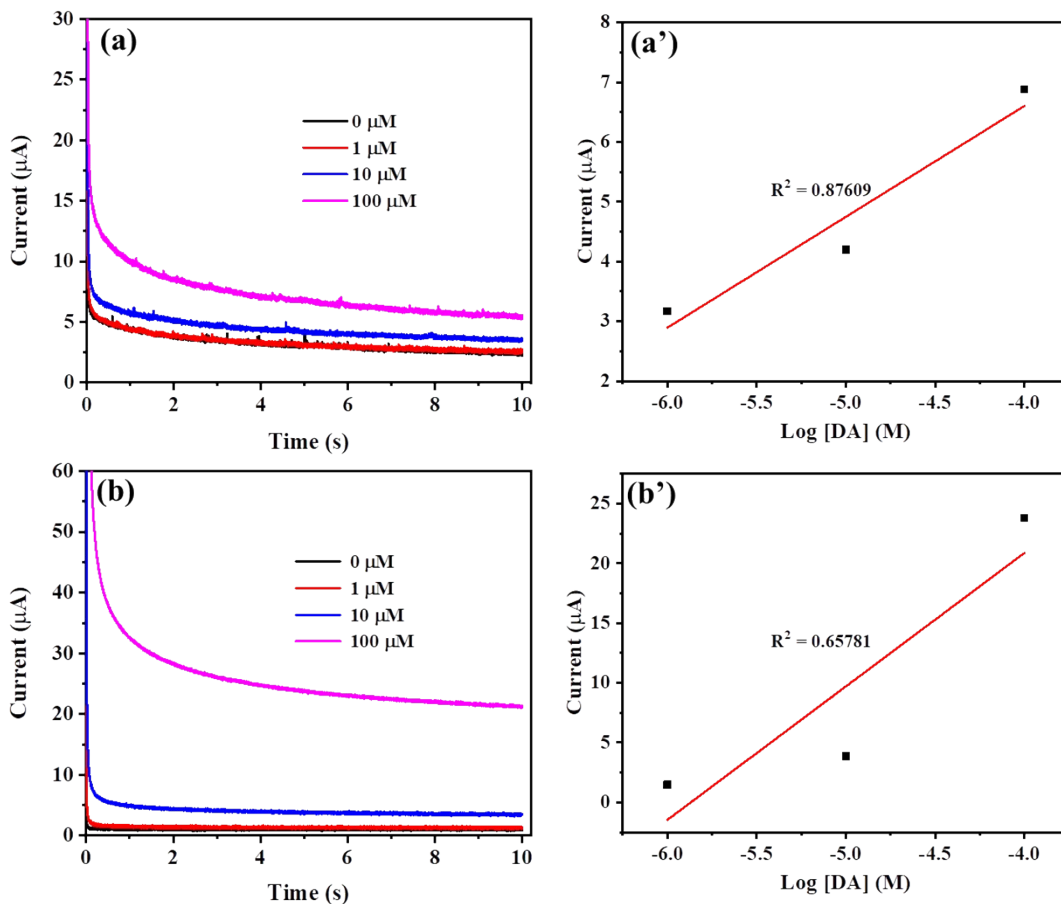 (a)
30
25
20
15
10
5
0
Current (µA)
0 µM
1 µM
10 µM
100 µM
0 2 4 6 8 10
Time (s)
(a’)
8
7
6
5
4
3
2
Current (µA)
R² = 0.87609
-6.0 -5.5 -5.0 -4.5 -4.0
Log [DA] (M)
(b)
60
50
40
30
20
10
0
Current (µA)
0 µM
1 µM
10 µM
100 µM
0 2 4 6 8 10
Time (s)
(b’)
25
20
15
10
5
0
Current (µA)
R² = 0.65781
-6.0 -5.5 -5.0 -4.5 -4.0
Log [DA] (M)